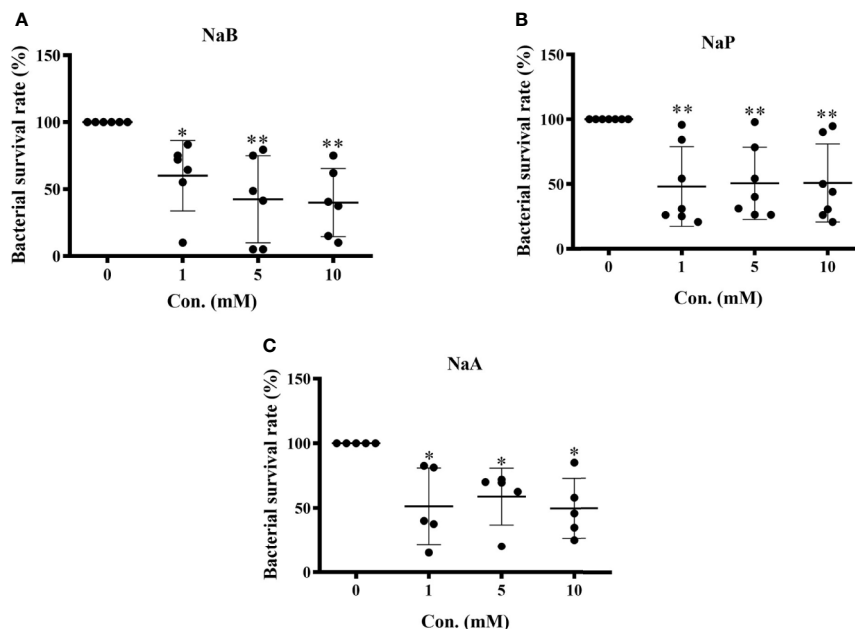 A
NaB
Bacterial survival rate (%)
150
100
50
0
* ** **
0 1 5 10
Con. (mM)
B
NaP
Bacterial survival rate (%)
150
100
50
0
** ** **
0 1 5 10
Con. (mM)
C
NaA
Bacterial survival rate (%)
150
100
50
0
* * *
0 1 5 10
Con. (mM)